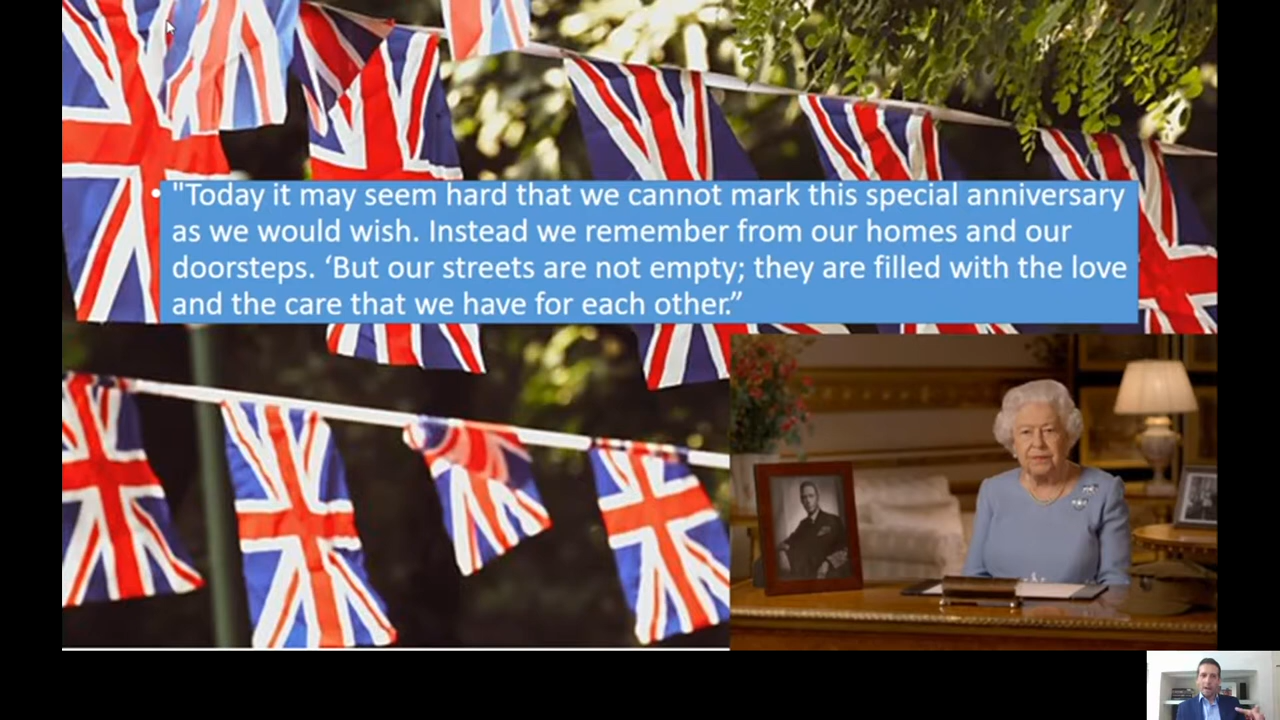 • "Today it may seem hard that we cannot mark this special anniversary
as we would wish. Instead we remember from our homes and our
doorsteps. ‘But our streets are not empty; they are filled with the love
and the care that we have for each other.”